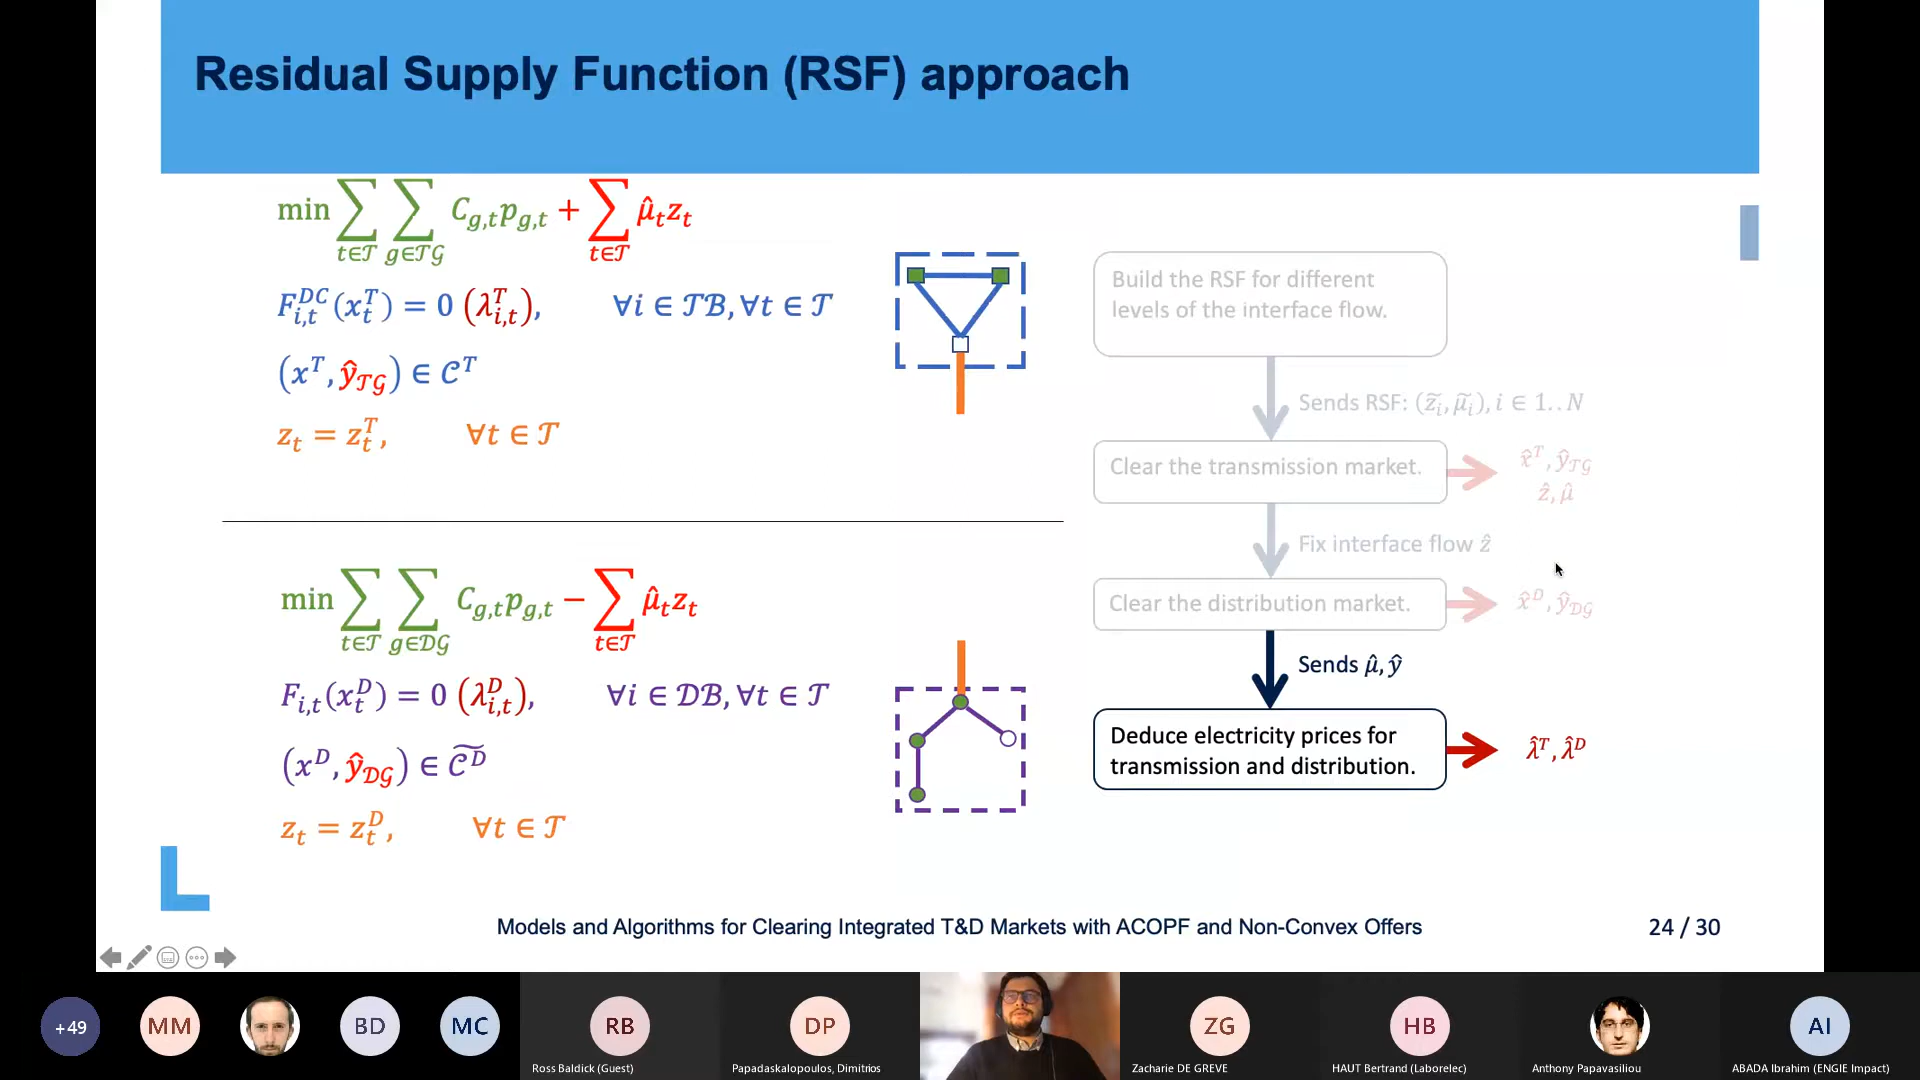 Residual Supply Function (RSF) approach
min ∑_{t∈𝒯} ∑_{g∈𝒯𝒢} C_{g,t}p_{g,t} + ∑_{t∈𝒯} μ̂_t z_t
F^{DC}_{i,t}(x^T_t) = 0 (λ^T_{i,t}), ∀i ∈ 𝒯ℬ, ∀t ∈ 𝒯
(x^T, ŷ_{𝒯𝒢}) ∈ 𝒞^T
z_t = z^T_t, ∀t ∈ 𝒯
min ∑_{t∈𝒯} ∑_{g∈𝒟𝒢} C_{g,t}p_{g,t} − ∑_{t∈𝒯} μ̂_t z_t
F_{i,t}(x^D_t) = 0 (λ^D_{i,t}), ∀i ∈ 𝒟ℬ, ∀t ∈ 𝒯
(x^D, ŷ_{𝒟𝒢}) ∈ 𝒞̃^D
z_t = z^D_t, ∀t ∈ 𝒯
Build the RSF for different
levels of the interface flow.
Sends RSF: (z̃_i, μ̃_i), i ∈ 1..N
Clear the transmission market.
x̂^T, ŷ_{𝒯𝒢}
ẑ, μ̂
Fix interface flow ẑ
Clear the distribution market.
x̂^D, ŷ_{𝒟𝒢}
Sends μ̂, ŷ
Deduce electricity prices for
transmission and distribution.
λ̂^T, λ̂^D
Models and Algorithms for Clearing Integrated T&D Markets with ACOPF and Non-Convex Offers
24 / 30
+49
MM
BD
MC
RB
Ross Baldick (Guest)
DP
Papadaskalopoulos, Dimitrios
ZG
Zacharie DE GREVE
HB
HAUT Bertrand (Laborelec)
Anthony Papavasiliou
AI
ABADA Ibrahim (ENGIE Impact)